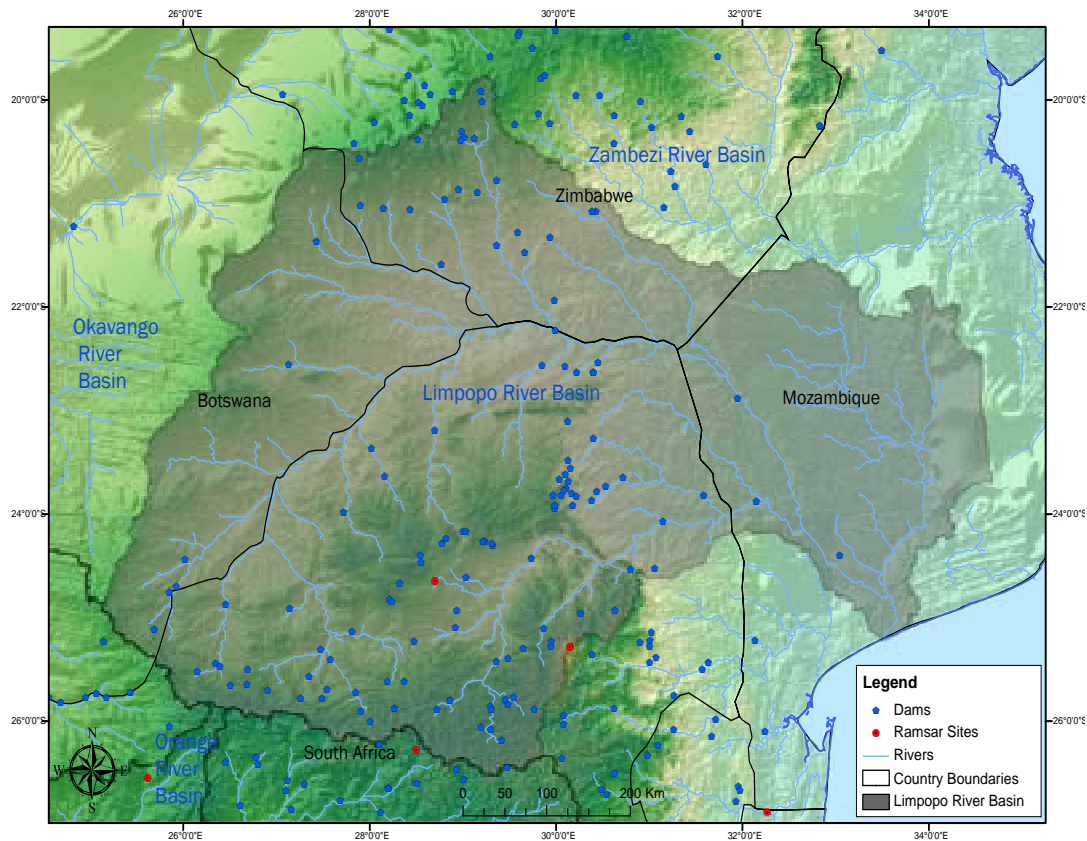 26°0'0"E 28°0'0"E 30°0'0"E 32°0'0"E 34°0'0"E
20°0'0"S 20°0'0"S
Zambezi River Basin
Zimbabwe
22°0'0"S 22°0'0"S
Okavango
River
Basin
Limpopo River Basin
Botswana
Mozambique
24°0'0"S 24°0'0"S
26°0'0"S 26°0'0"S
Legend
Dams
Ramsar Sites
Rivers
Country Boundaries
Limpopo River Basin
N
W E
S
Orange
River
Basin
South Africa
0 50 100 200 Km
26°0'0"E 28°0'0"E 30°0'0"E 32°0'0"E 34°0'0"E